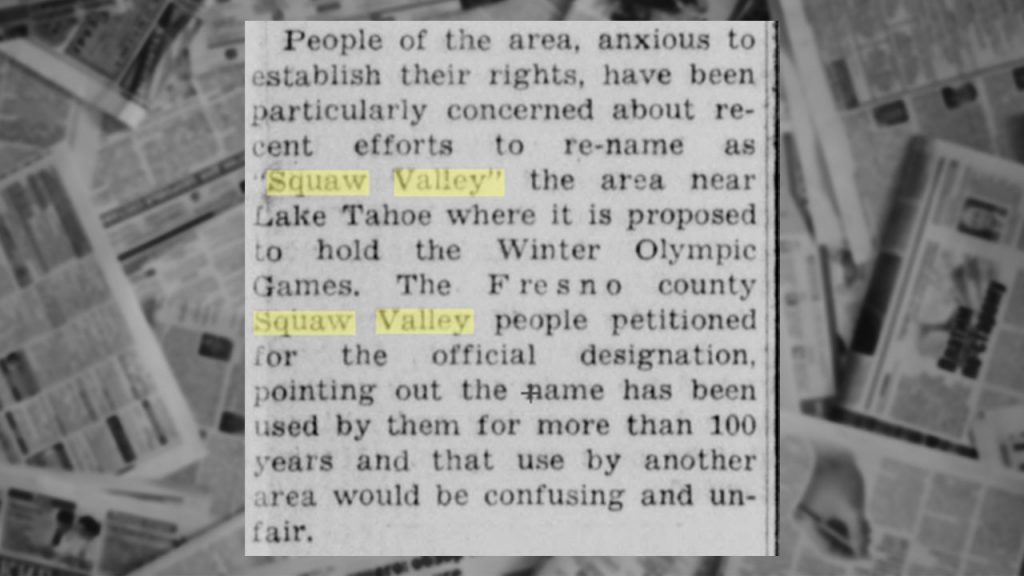 People of the area, anxious to
establish their rights, have been
particularly concerned about re-
cent efforts to re-name as
"Squaw Valley" the area near
Lake Tahoe where it is proposed
to hold the Winter Olympic
Games. The Fresno county
Squaw Valley people petitioned
for the official designation,
pointing out the name has been
used by them for more than 100
years and that use by another
area would be confusing and un-
fair.